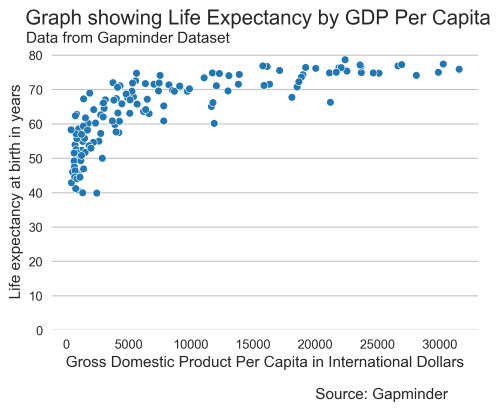 Graph showing Life Expectancy by GDP Per Capita
Data from Gapminder Dataset
80
70
60
50
40
30
20
10
0
Life expectancy at birth in years
0 5000 10000 15000 20000 25000 30000
Gross Domestic Product Per Capita in International Dollars
Source: Gapminder